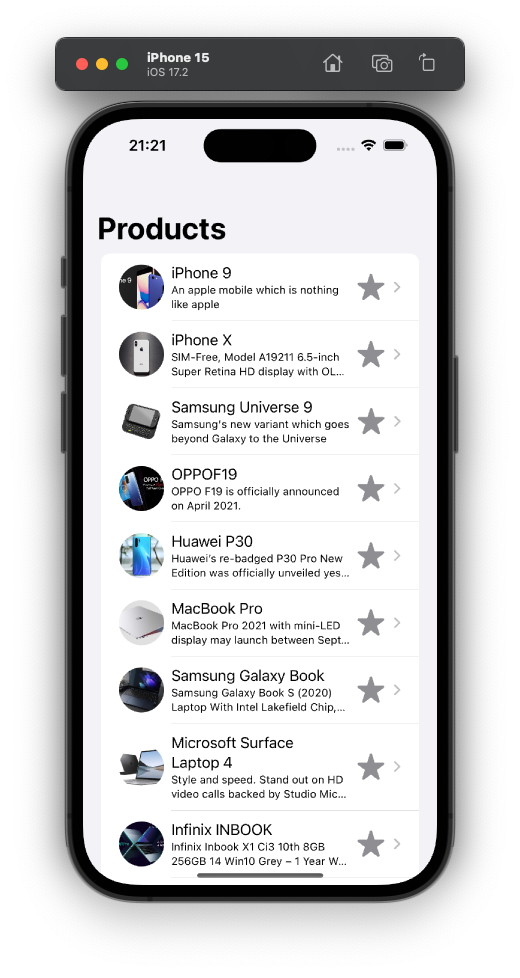 iPhone 15
iOS 17.2
21:21
Products
iPhone 9
An apple mobile which is nothing
like apple
iPhone X
SIM-Free, Model A19211 6.5-inch
Super Retina HD display with OL...
Samsung Universe 9
Samsung's new variant which goes
beyond Galaxy to the Universe
OPPOF19
OPPO F19 is officially announced
on April 2021.
Huawei P30
Huawei's re-badged P30 Pro New
Edition was officially unveiled yes...
MacBook Pro
MacBook Pro 2021 with mini-LED
display may launch between Sept...
Samsung Galaxy Book
Samsung Galaxy Book S (2020)
Laptop With Intel Lakefield Chip,...
Microsoft Surface
Laptop 4
Style and speed. Stand out on HD
video calls backed by Studio Mic...
Infinix INBOOK
Infinix Inbook X1 Ci3 10th 8GB
256GB 14 Win10 Grey – 1 Year W...